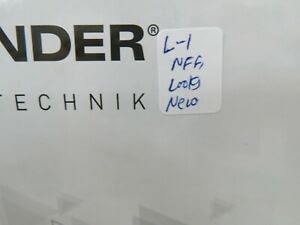 NDER®
TECHNIK
L-1
NFF,
Looks
New